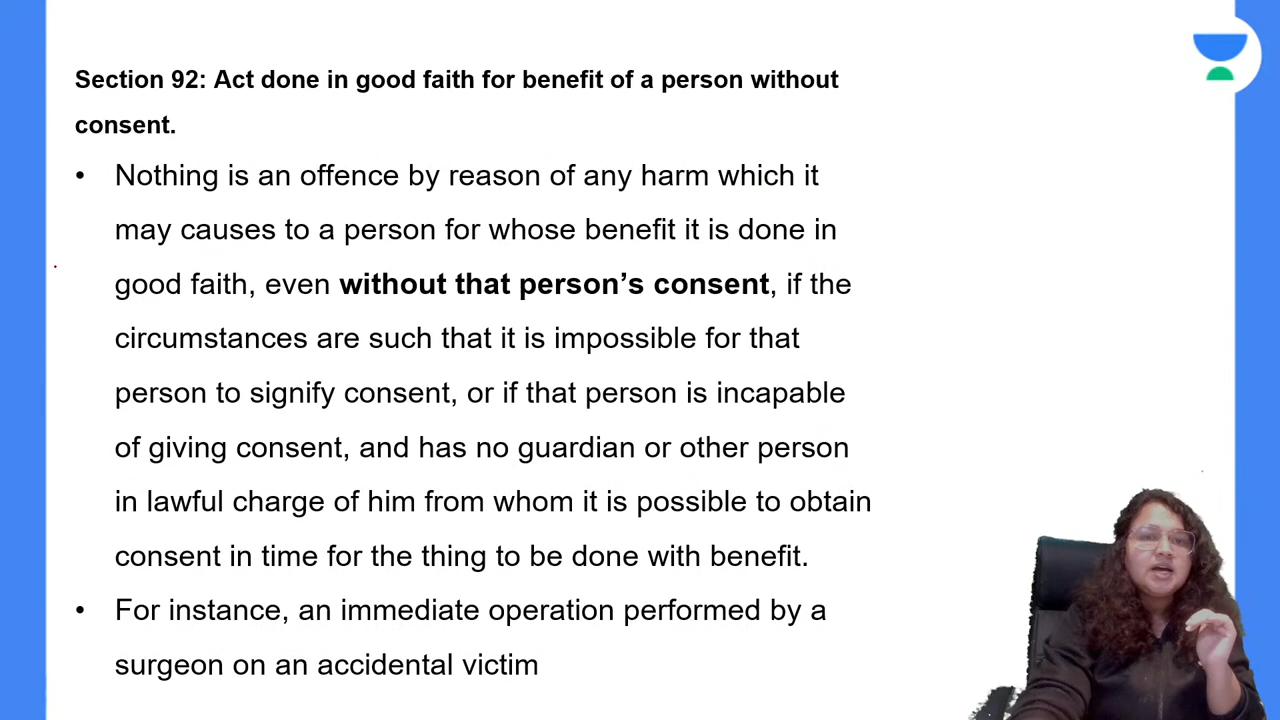 Section 92: Act done in good faith for benefit of a person without
consent.
• Nothing is an offence by reason of any harm which it
may causes to a person for whose benefit it is done in
good faith, even without that person’s consent, if the
circumstances are such that it is impossible for that
person to signify consent, or if that person is incapable
of giving consent, and has no guardian or other person
in lawful charge of him from whom it is possible to obtain
consent in time for the thing to be done with benefit.
• For instance, an immediate operation performed by a
surgeon on an accidental victim